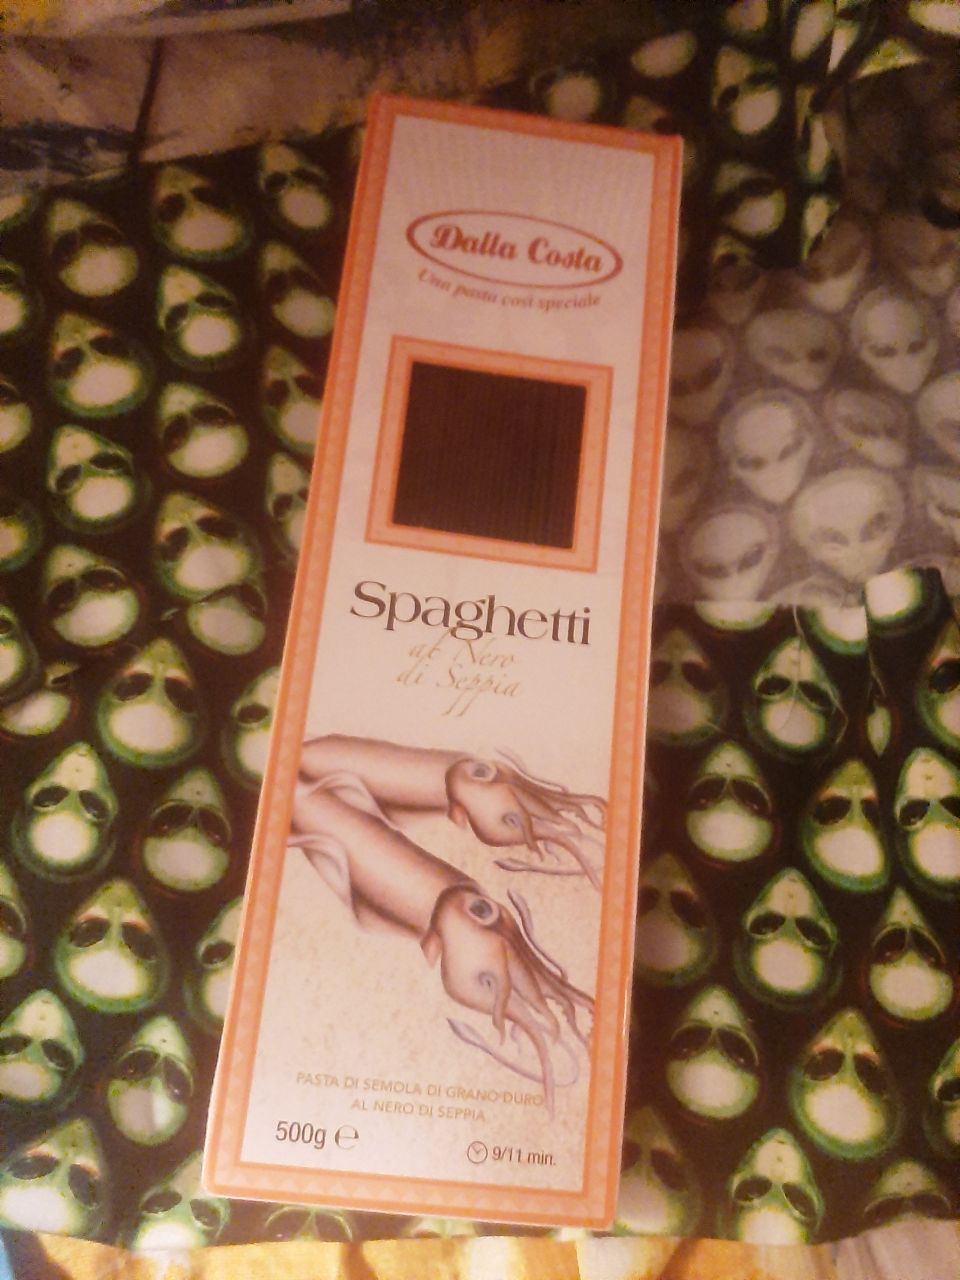 Dalla Costa
Una pasta così speciale
Spaghetti
al Nero
di Seppia
PASTA DI SEMOLA DI GRANO DURO
AL NERO DI SEPPIA
500g ℮
9/11 min.